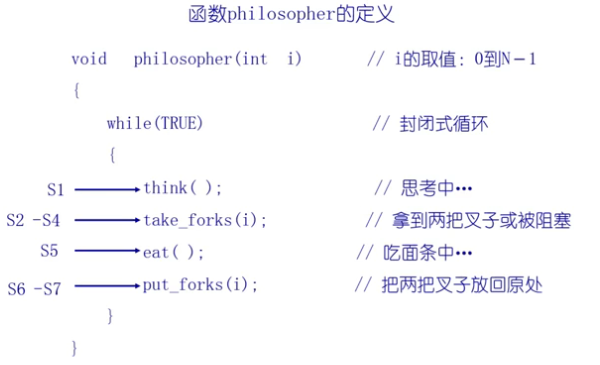 函数philosopher的定义
void philosopher(int i) // i的取值：0到N－1
{
while(TRUE) // 封闭式循环
{
S1 think( ); // 思考中…
S2 -S4 take_forks(i); // 拿到两把叉子或被阻塞
S5 eat( ); // 吃面条中…
S6 -S7 put_forks(i); // 把两把叉子放回原处
}
}